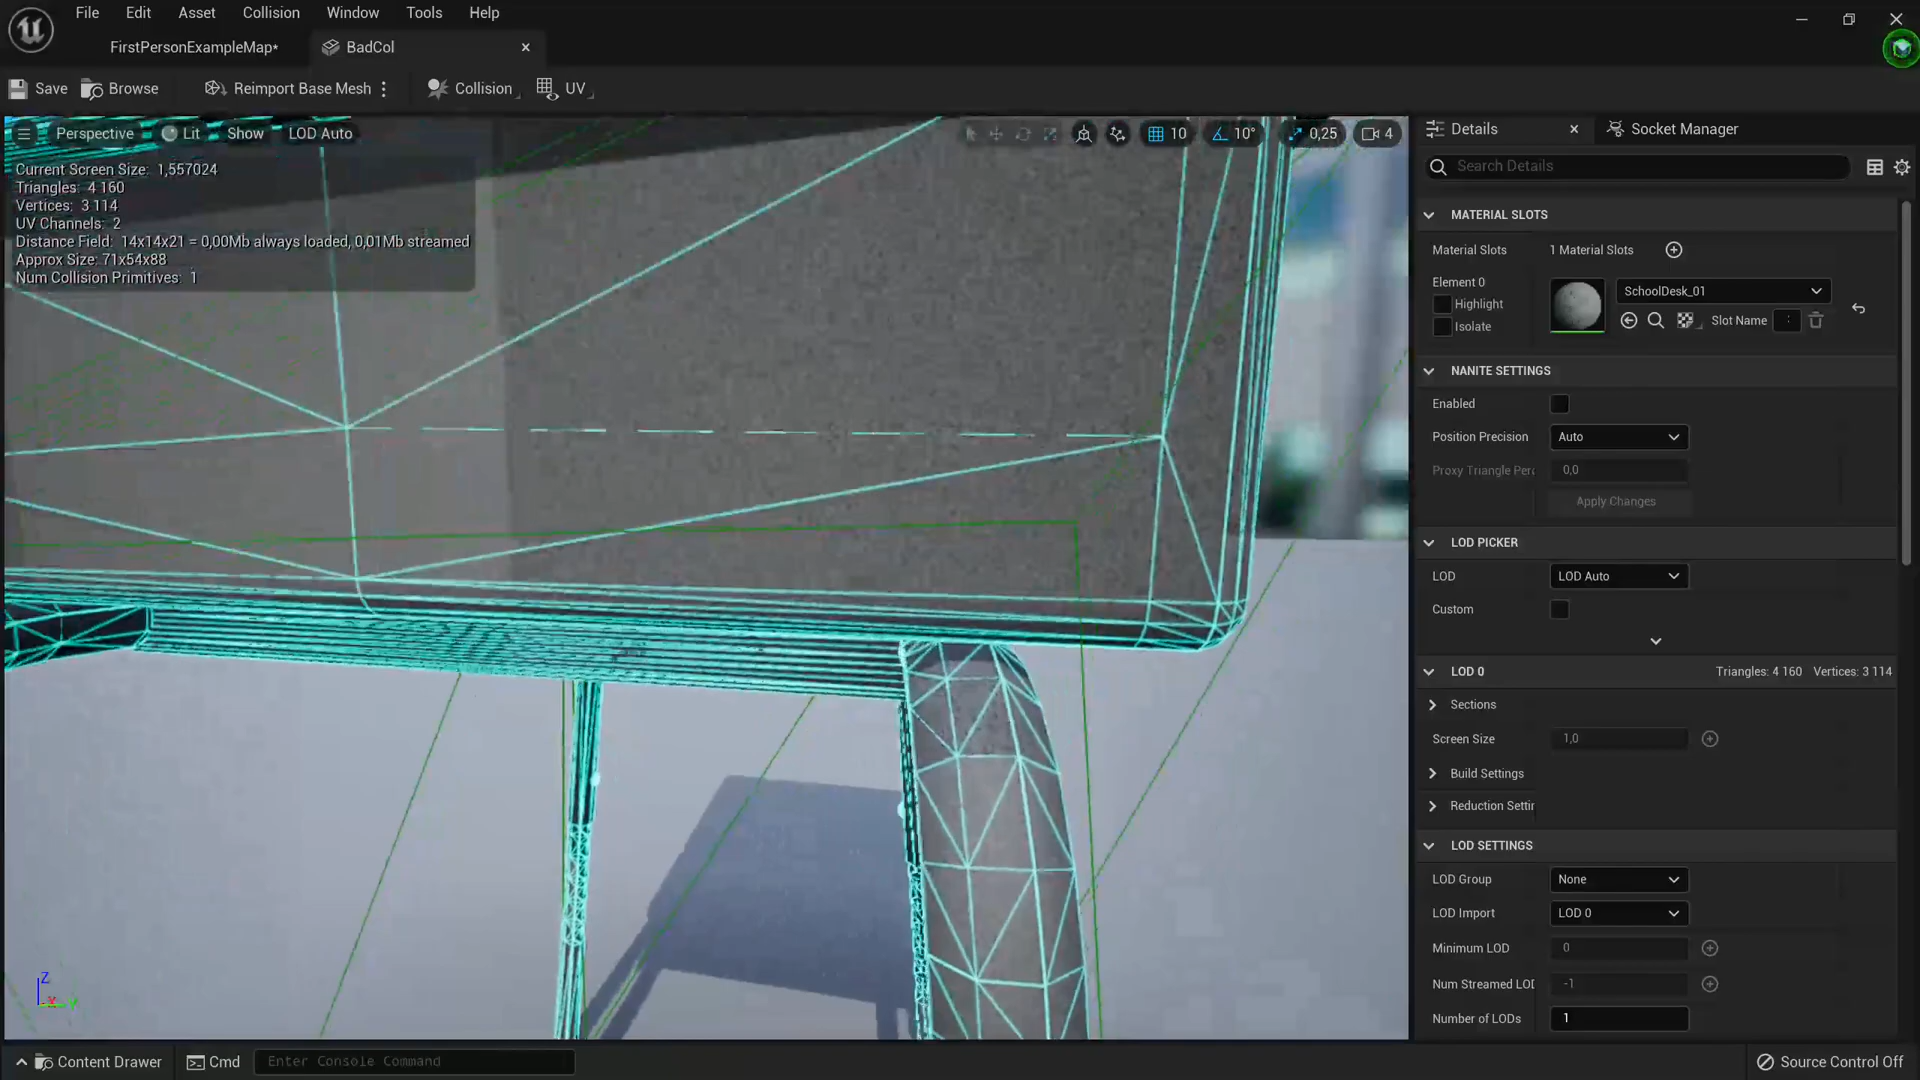 File Edit Asset Collision Window Tools Help
FirstPersonExampleMap* BadCol
Save Browse Reimport Base Mesh Collision UV
Perspective Lit Show LOD Auto 10 10° 0,25 4
Current Screen Size: 1,557024
Triangles: 4 160
Vertices: 3 114
UV Channels: 2
Distance Field: 14x14x21 = 0,00Mb always loaded, 0,01Mb streamed
Approx Size: 71x54x88
Num Collision Primitives: 1
Details Socket Manager
Search Details
MATERIAL SLOTS
Material Slots 1 Material Slots
Element 0
Highlight
Isolate
SchoolDesk_01
Slot Name
NANITE SETTINGS
Enabled
Position Precision Auto
Proxy Triangle Perc 0,0
Apply Changes
LOD PICKER
LOD LOD Auto
Custom
LOD 0 Triangles: 4 160 Vertices: 3 114
Sections
Screen Size 1,0
Build Settings
Reduction Settin
LOD SETTINGS
LOD Group None
LOD Import LOD 0
Minimum LOD 0
Num Streamed LOD -1
Number of LODs 1
Z
X Y
Content Drawer Cmd Enter Console Command Source Control Off